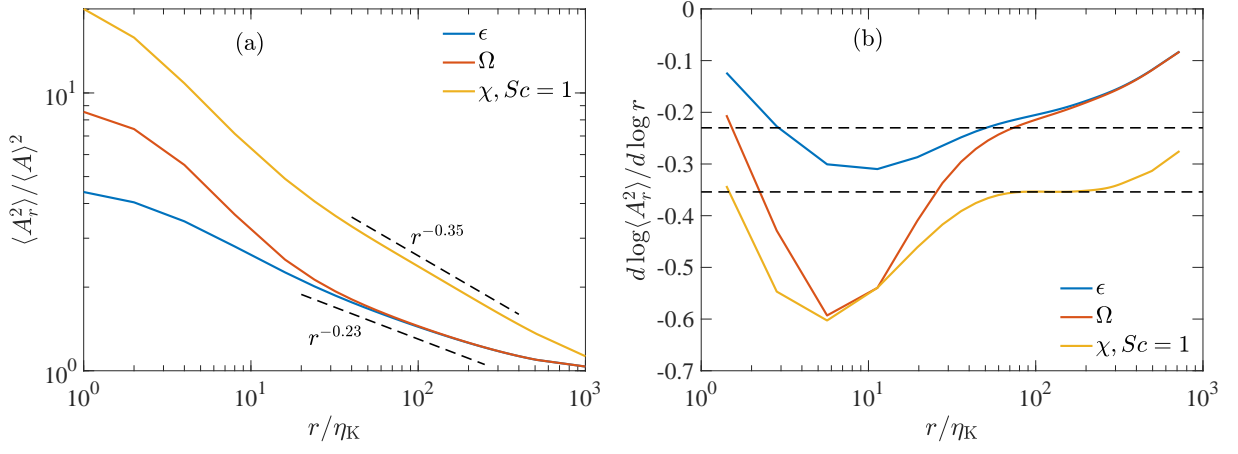 (a)
ϵ
Ω
χ, Sc = 1
r^{-0.35}
r^{-0.23}
10^1
10^0
10^0 10^1 10^2 10^3
r/η_K
⟨A_r^2⟩/⟨A⟩^2
(b)
0
-0.1
-0.2
-0.3
-0.4
-0.5
-0.6
-0.7
ϵ
Ω
χ, Sc = 1
10^0 10^1 10^2 10^3
r/η_K
d log⟨A_r^2⟩/d log r